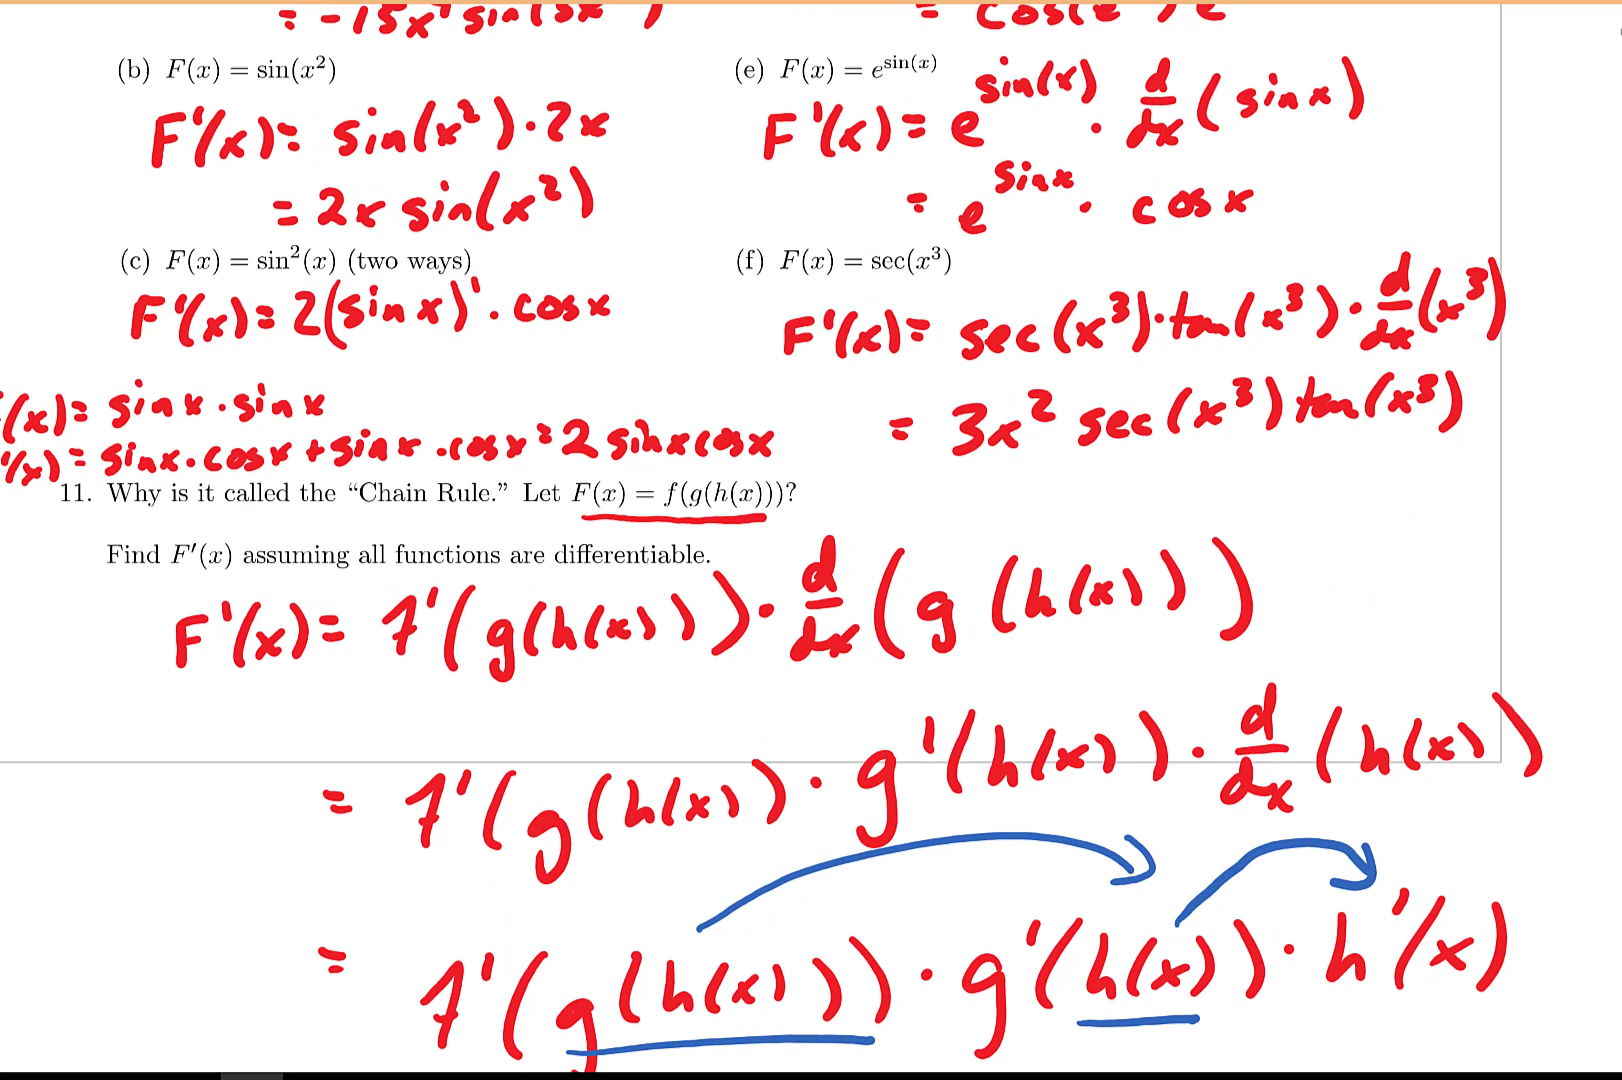 (b) F(x) = sin(x²)
F'(x) = sin(x²)·2x
= 2x sin(x²)
(c) F(x) = sin²(x) (two ways)
F'(x) = 2(sin x)¹ · cos x
(x) = sin x · sin x
'(x) = sin x · cos x + sin x · cos x = 2 sin x cos x
(e) F(x) = e^{sin(x)}
F'(x) = e^{sin(x)} · d/dx (sin x)
= e^{sin x} · cos x
(f) F(x) = sec(x³)
F'(x) = sec(x³)·tan(x³)·d/dx(x³)
= 3x² sec(x³) tan(x³)
11. Why is it called the “Chain Rule.” Let F(x) = f(g(h(x)))?
Find F′(x) assuming all functions are differentiable.
F'(x) = f'(g(h(x)))·d/dx(g(h(x)))
= f'(g(h(x))·g'(h(x))·d/dx(h(x))
= f'(g(h(x)))·g'(h(x))·h'(x)